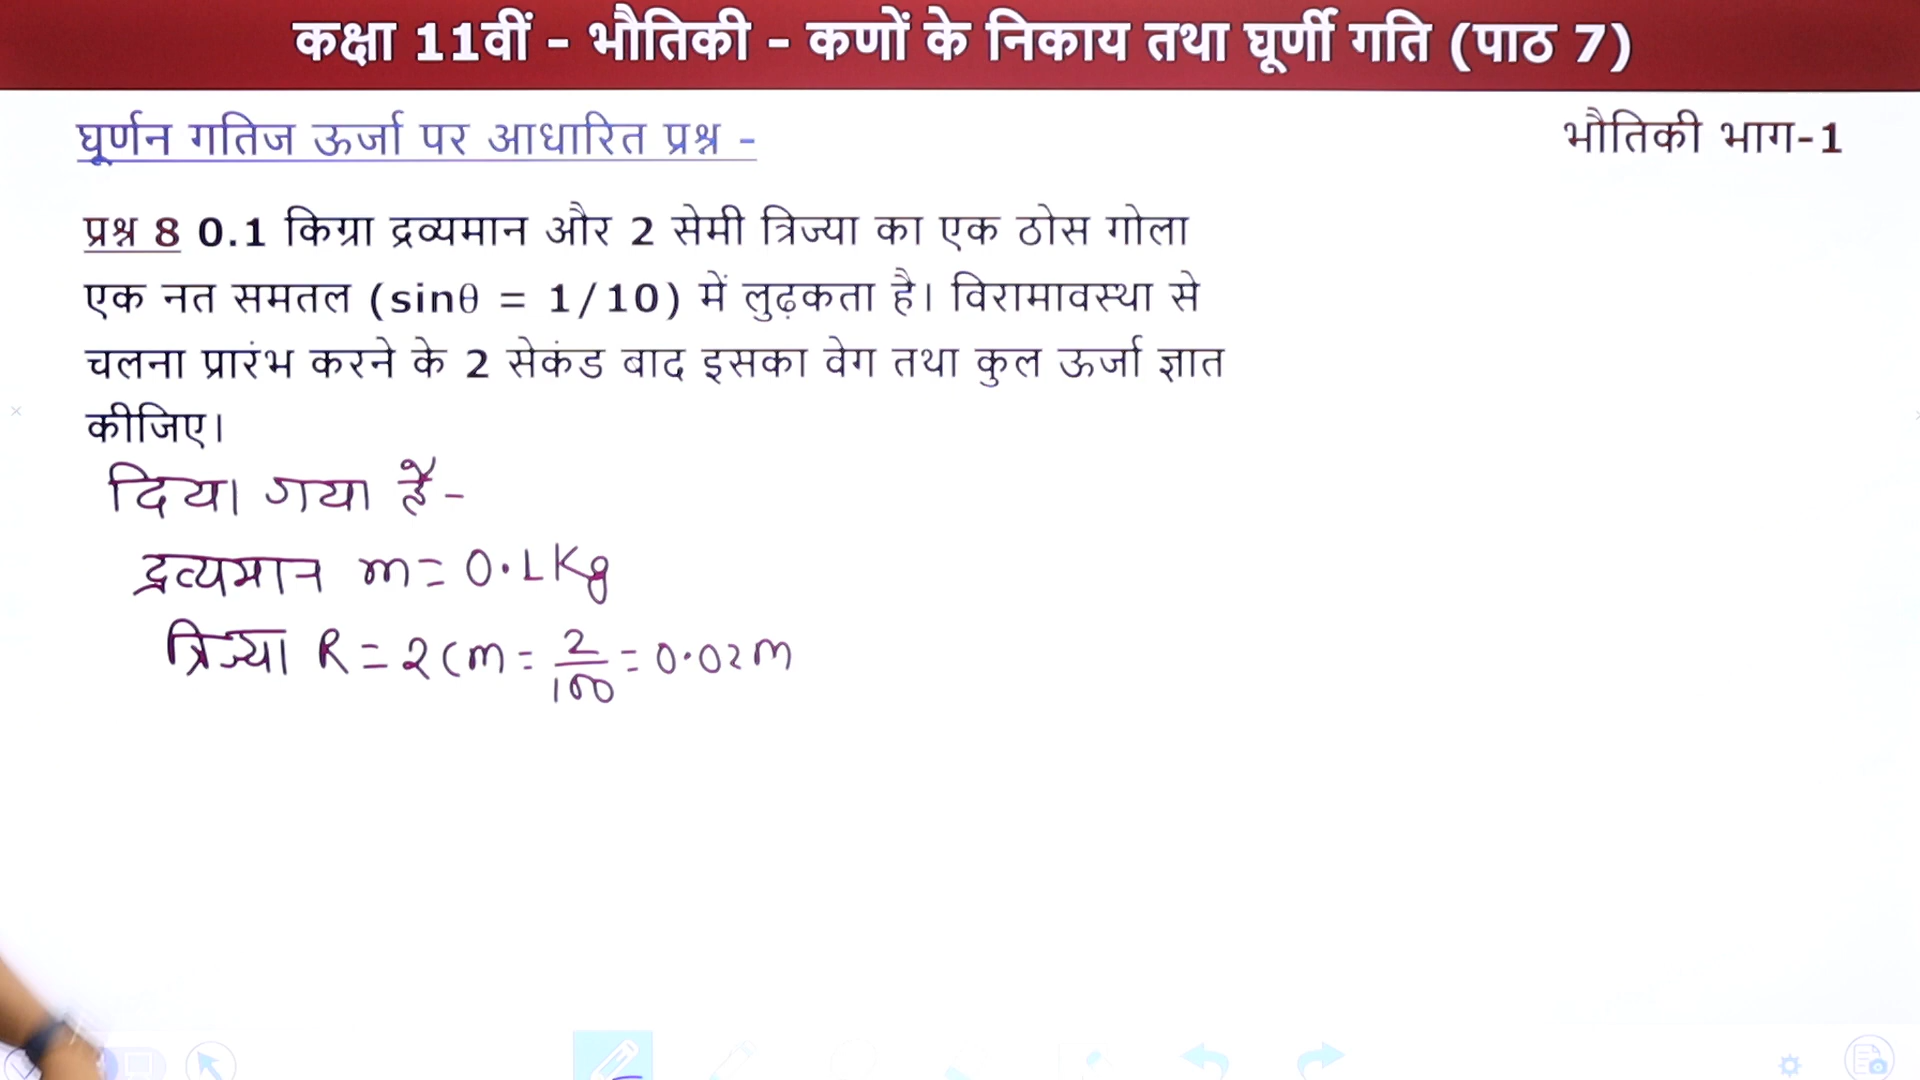 कक्षा 11वीं - भौतिकी - कणों के निकाय तथा घूर्णी गति (पाठ 7)
घूर्णन गतिज ऊर्जा पर आधारित प्रश्न -
भौतिकी भाग-1
प्रश्न 8 0.1 किग्रा द्रव्यमान और 2 सेमी त्रिज्या का एक ठोस गोला
एक नत समतल (sinθ = 1/10) में लुढ़कता है। विरामावस्था से
चलना प्रारंभ करने के 2 सेकंड बाद इसका वेग तथा कुल ऊर्जा ज्ञात
कीजिए।
दिया गया है -
द्रव्यमान m = 0.1 Kg
त्रिज्या R = 2 Cm = 2/100 = 0.02 m